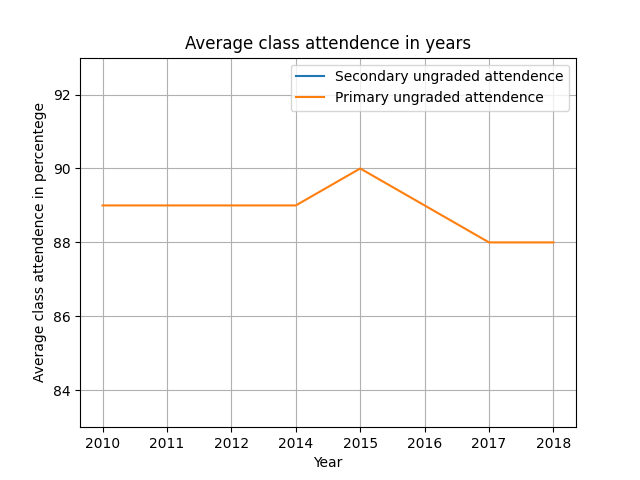 Average class attendence in years
Secondary ungraded attendence
Primary ungraded attendence
Average class attendence in percentege
92
90
88
86
84
2010 2011 2012 2014 2015 2016 2017 2018
Year